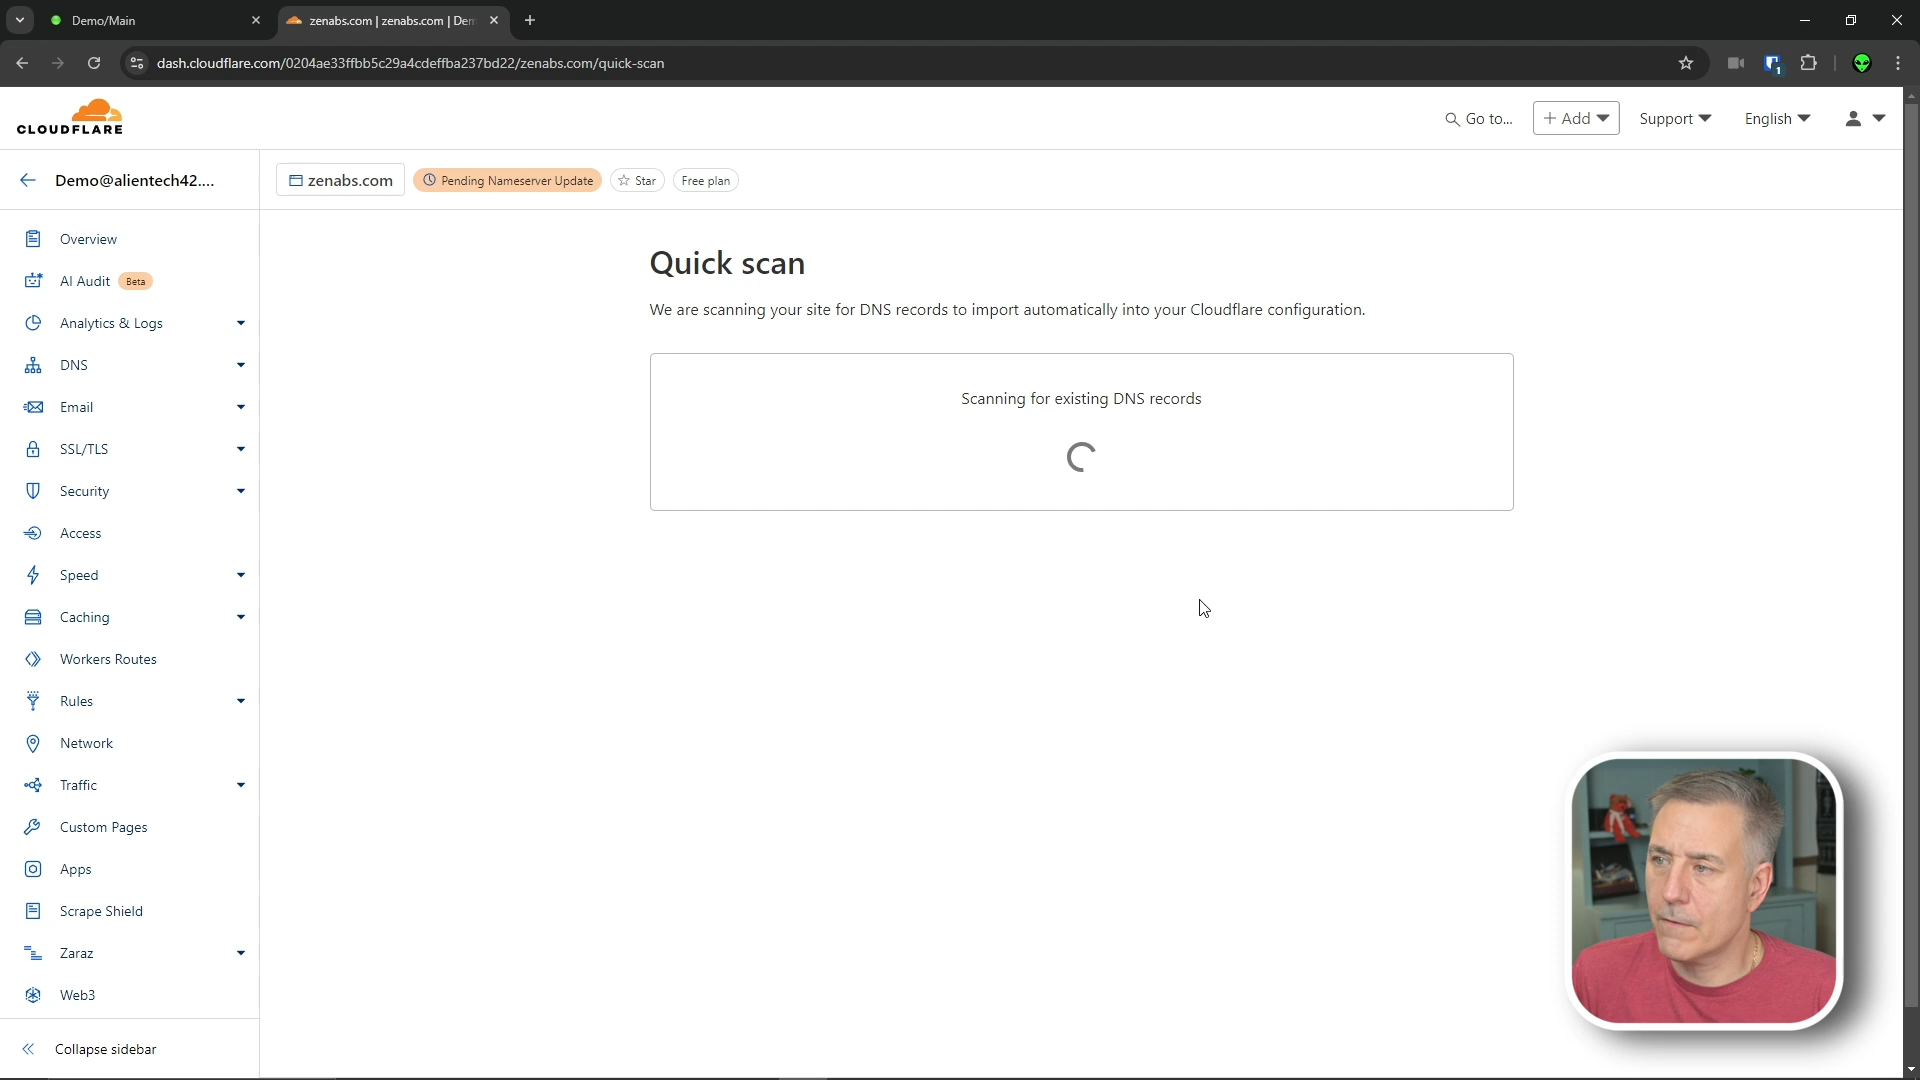 Demo/Main
zenabs.com | zenabs.com | Dem
dash.cloudflare.com/0204ae33ffbb5c29a4cdeffba237bd22/zenabs.com/quick-scan
1
CLOUDFLARE
Go to...
+ Add
Support
English
Demo@alientech42....
zenabs.com
Pending Nameserver Update
Star
Free plan
Overview
AI Audit Beta
Analytics & Logs
DNS
Email
SSL/TLS
Security
Access
Speed
Caching
Workers Routes
Rules
Network
Traffic
Custom Pages
Apps
Scrape Shield
Zaraz
Web3
Collapse sidebar
Quick scan
We are scanning your site for DNS records to import automatically into your Cloudflare configuration.
Scanning for existing DNS records